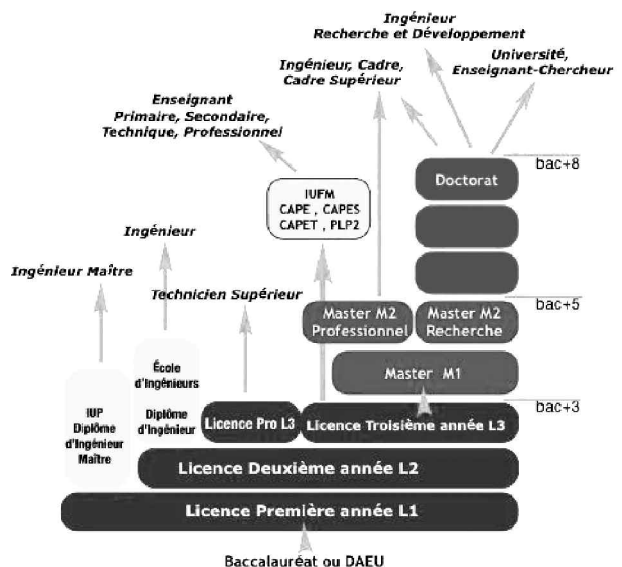 Ingénieur
Recherche et Développement
Université,
Enseignant-Chercheur
Ingénieur, Cadre,
Cadre Supérieur
Enseignant
Primaire, Secondaire,
Technique, Professionnel
bac+8
Doctorat
IUFM
CAPE , CAPES
CAPET , PLP2
Ingénieur
Ingénieur Maître
Technicien Supérieur
bac+5
Master M2
Professionnel
Master M2
Recherche
École
d'Ingénieurs
Master M1
bac+3
IUP
Diplôme
d'Ingénieur
Maître
Diplôme
d'Ingénieur
Licence Pro L3
Licence Troisième année L3
Licence Deuxième année L2
Licence Première année L1
Baccalauréat ou DAEU